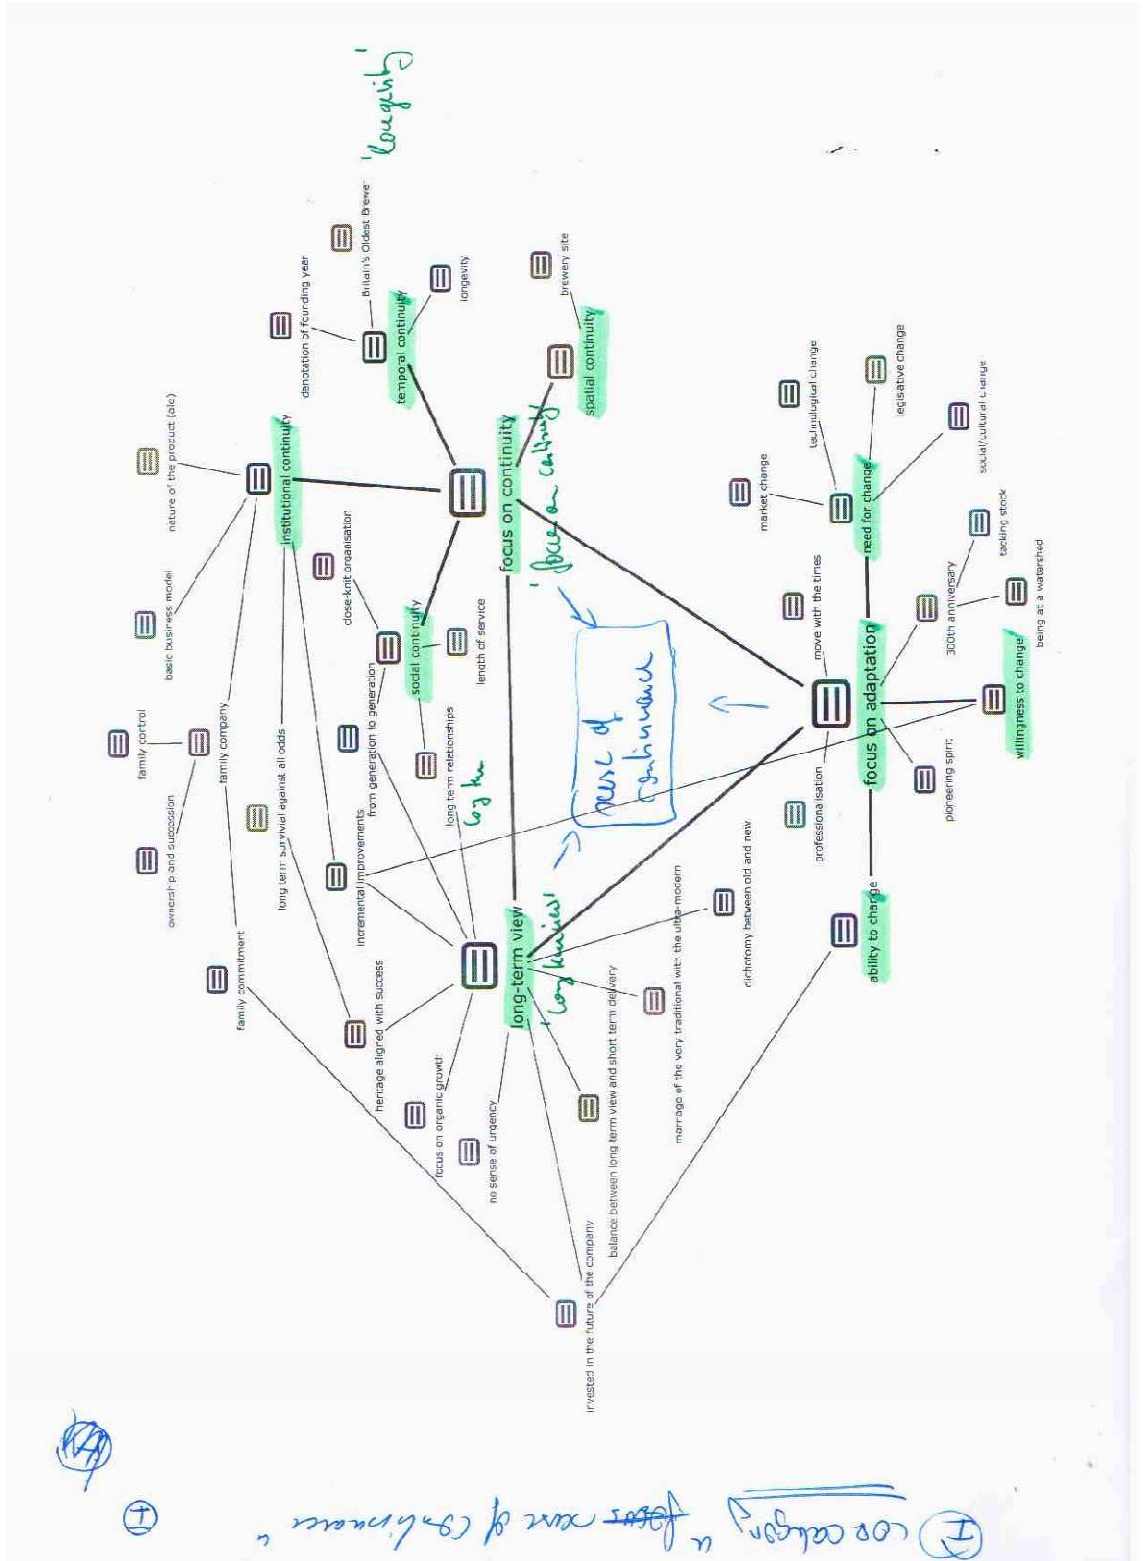 'longevity'
Britain's Oldest Brewer
denotation of founding year
longevity
temporal continuity
brewery site
spatial continuity
nature of the product (ale)
institutional continuity
basic business model
close-knit organisation
focus on continuity
'focus on continuity'
social continuity
length of service
from generation to generation
long term relationships
long term
family control
ownership and succession
family company
long term survivial against all odds
incremental improvements
family commitment
heritage aligned with success
focus on organic growth
no sense of urgency
long-term view
'long term view'
sense of
continuance
balance between long term view and short term delivery
marriage of the very traditional with the ultra-modern
dichotomy between old and new
invested in the future of the company
technological change
legislative change
market change
social/cultural change
need for change
move with the times
tacking stock
300th anniversary
being at a watershed
focus on adaptation
willingness to change
professionalisation
pioneering spirit
ability to change
I core category " sense of continuance "
I